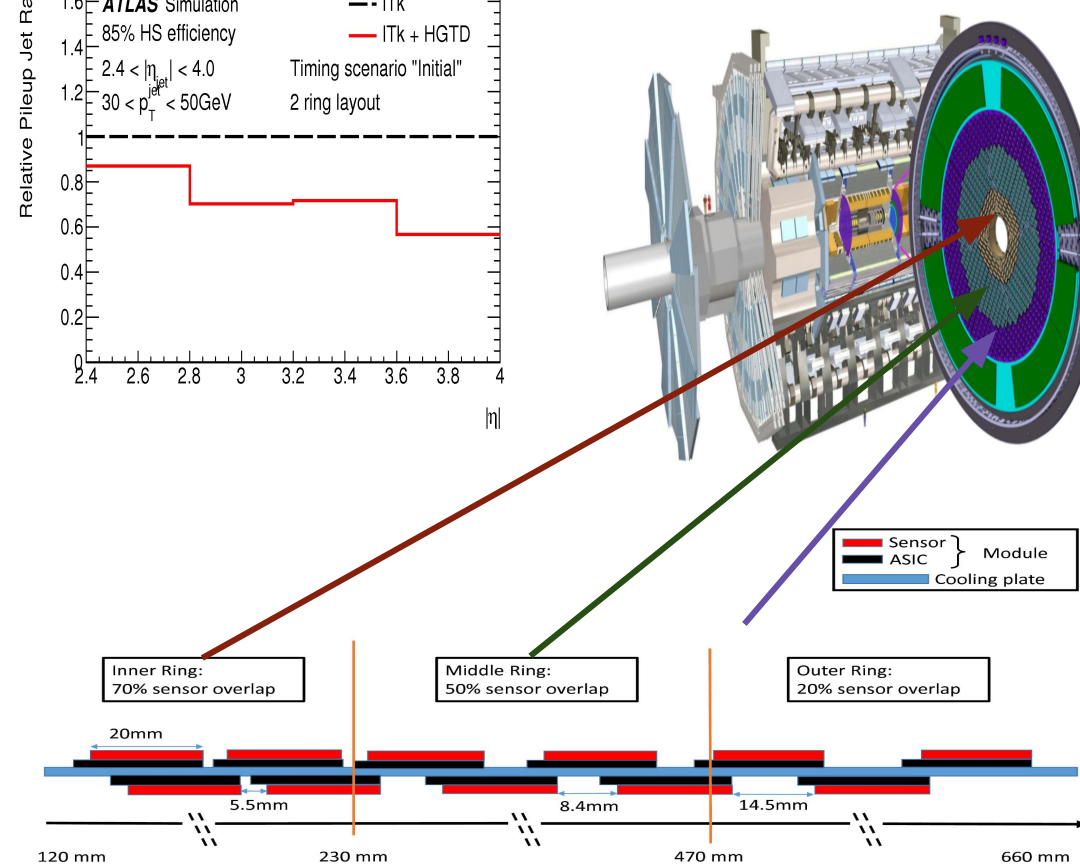 Relative Pileup Jet Ra
1.6
1.4
1.2
1
0.8
0.6
0.4
0.2
0
ATLAS Simulation
85% HS efficiency
2.4 < |ηjet| < 4.0
30 < pTjet < 50GeV
ITk
ITk + HGTD
Timing scenario "Initial"
2 ring layout
2.4 2.6 2.8 3 3.2 3.4 3.6 3.8 4
|η|
Sensor
ASIC
Module
Cooling plate
Inner Ring:
70% sensor overlap
Middle Ring:
50% sensor overlap
Outer Ring:
20% sensor overlap
20mm
5.5mm
8.4mm
14.5mm
120 mm
230 mm
470 mm
660 mm